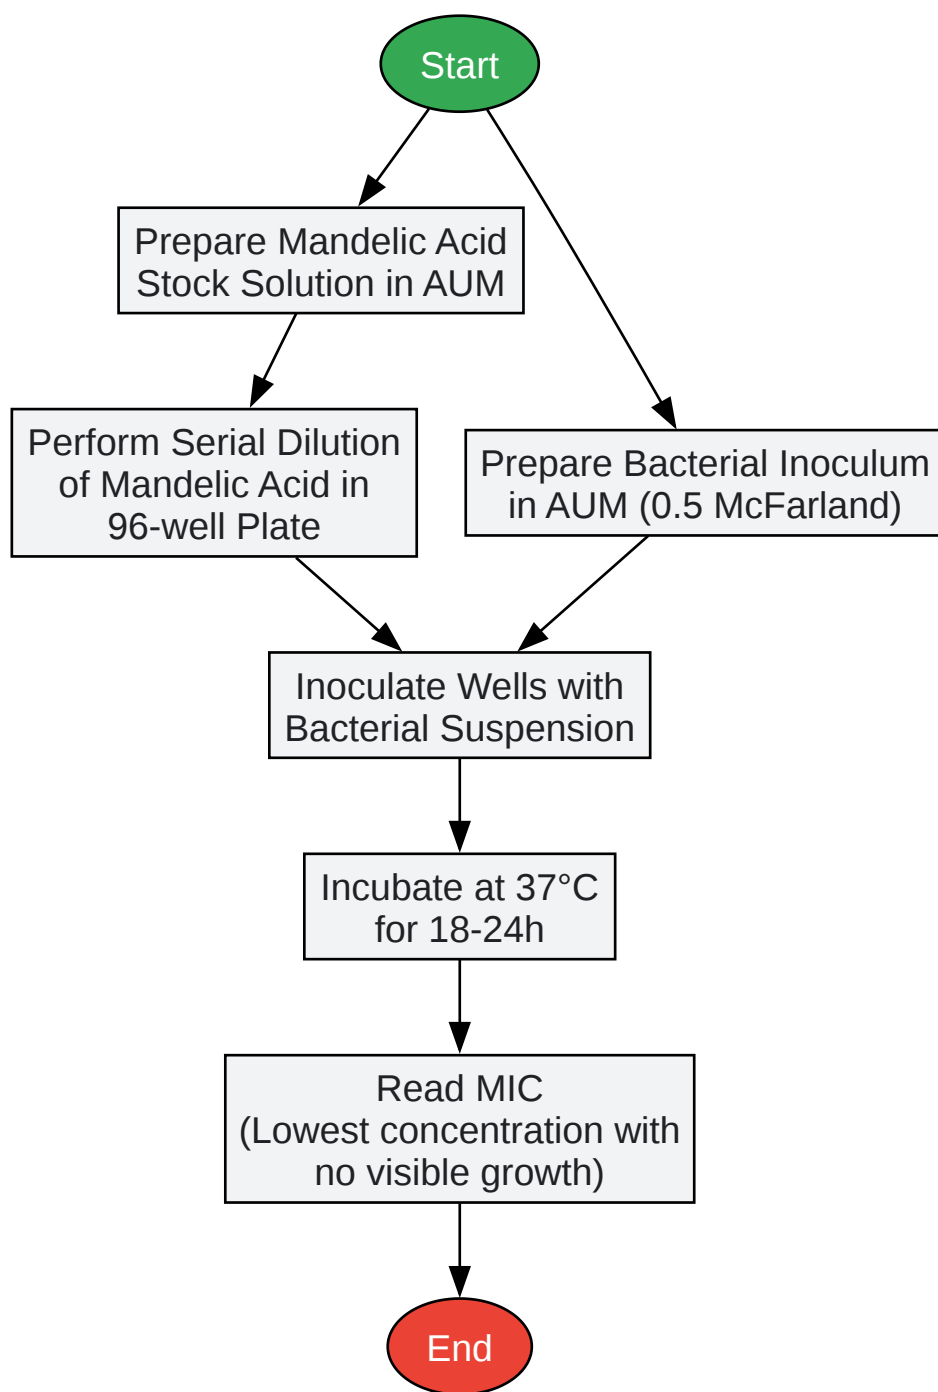 Start
Prepare Mandelic Acid
Stock Solution in AUM
Perform Serial Dilution
of Mandelic Acid in
96-well Plate
Prepare Bacterial Inoculum
in AUM (0.5 McFarland)
Inoculate Wells with
Bacterial Suspension
Incubate at 37°C
for 18-24h
Read MIC
(Lowest concentration with
no visible growth)
End